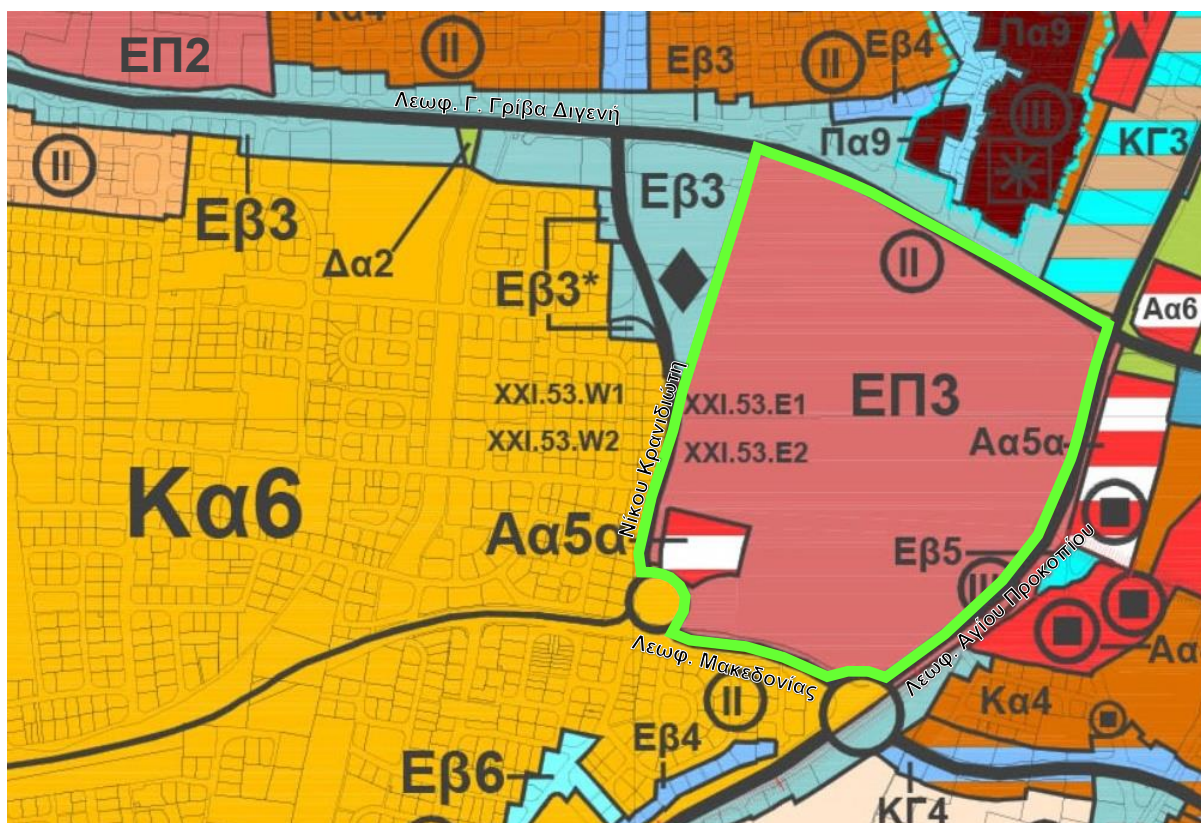 Κα4
ΕΠ2
II
Εβ3
II
Εβ4
Πα9
III
Λεωφ. Γ. Γρίβα Διγενή
Πα9
ΚΓ3
II
Εβ3
Εβ3
Δα2
II
Εβ3*
Αα6
XXI.53.W1
XXI.53.E1
ΕΠ3
XXI.53.W2
XXI.53.E2
Αα5α
Νίκου Κρανιδιώτη
Κα6
Αα5α
Εβ5
Λεωφ. Αγίου Προκοπίου
Λεωφ. Μακεδονίας
Αα
II
Κα4
Εβ4
Εβ6
ΚΓ4